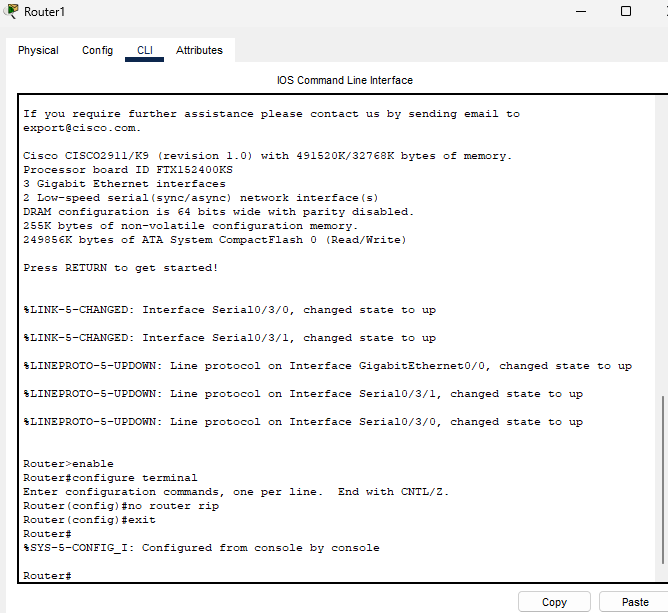 Router1
Physical Config CLI Attributes
IOS Command Line Interface
If you require further assistance please contact us by sending email to
export@cisco.com.
Cisco CISCO2911/K9 (revision 1.0) with 491520K/32768K bytes of memory.
Processor board ID FTX152400KS
3 Gigabit Ethernet interfaces
2 Low-speed serial(sync/async) network interface(s)
DRAM configuration is 64 bits wide with parity disabled.
255K bytes of non-volatile configuration memory.
249856K bytes of ATA System CompactFlash 0 (Read/Write)
Press RETURN to get started!
%LINK-5-CHANGED: Interface Serial0/3/0, changed state to up
%LINK-5-CHANGED: Interface Serial0/3/1, changed state to up
%LINEPROTO-5-UPDOWN: Line protocol on Interface GigabitEthernet0/0, changed state to up
%LINEPROTO-5-UPDOWN: Line protocol on Interface Serial0/3/1, changed state to up
%LINEPROTO-5-UPDOWN: Line protocol on Interface Serial0/3/0, changed state to up
Router>enable
Router#configure terminal
Enter configuration commands, one per line.  End with CNTL/Z.
Router(config)#no router rip
Router(config)#exit
Router#
%SYS-5-CONFIG_I: Configured from console by console
Router#
Copy Paste